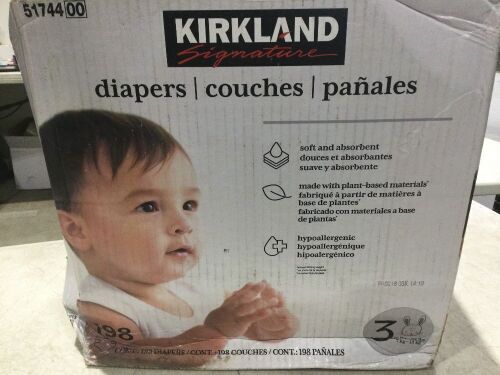 51744 00
KIRKLAND
Signature
diapers | couches | pañales
soft and absorbent
douces et absorbantes
suave y absorbente
made with plant-based materials*
fabriqué à partir de matières à
base de plantes*
fabricado con materiales a base
de plantas*
hypoallergenic
hypoallergénique
hipoalergénico
198
198 DIAPERS / CONT.: 198 COUCHES / CONT.: 198 PAÑALES
3